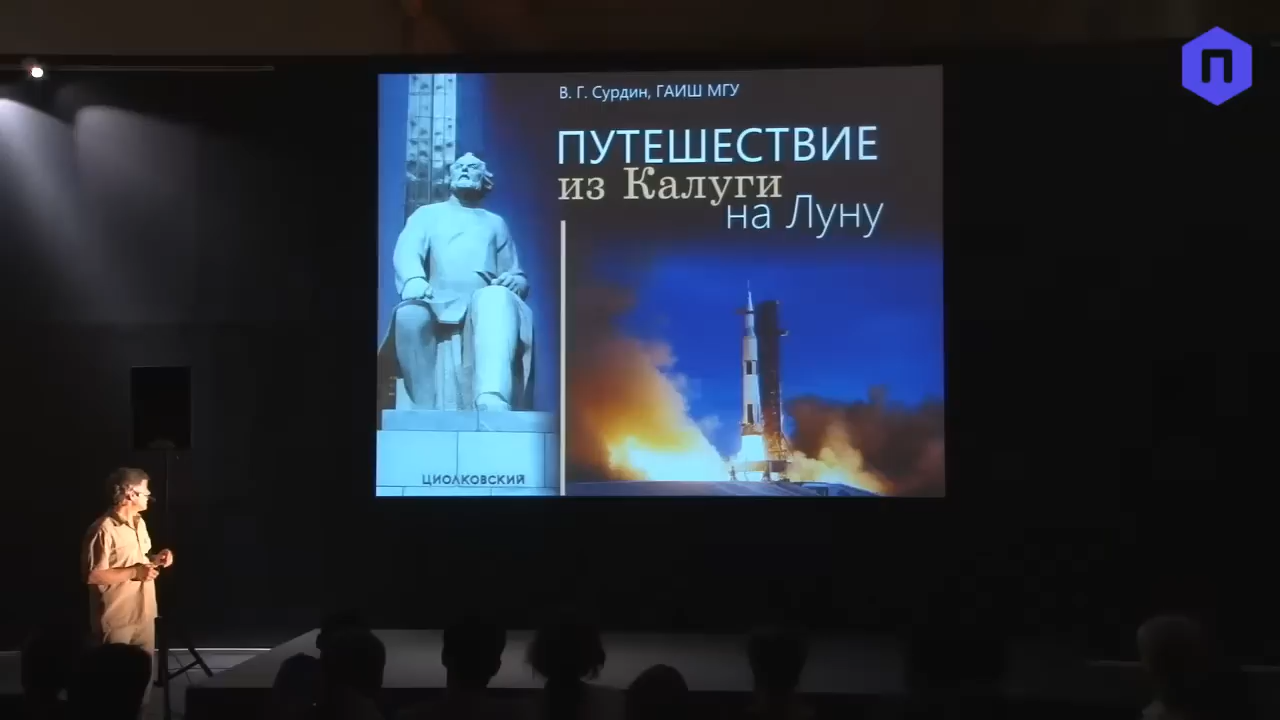 В. Г. Сурдин, ГАИШ МГУ
ПУТЕШЕСТВИЕ
из Калуги
на Луну
ЦИОЛКОВСКИЙ
П